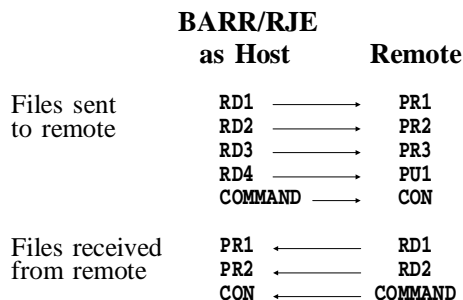 BARR/RJE
as Host Remote
Files sent RD1 PR1
to remote RD2 PR2
RD3 PR3
RD4 PU1
COMMAND CON
Files received PR1 RD1
from remote PR2 RD2
CON COMMAND